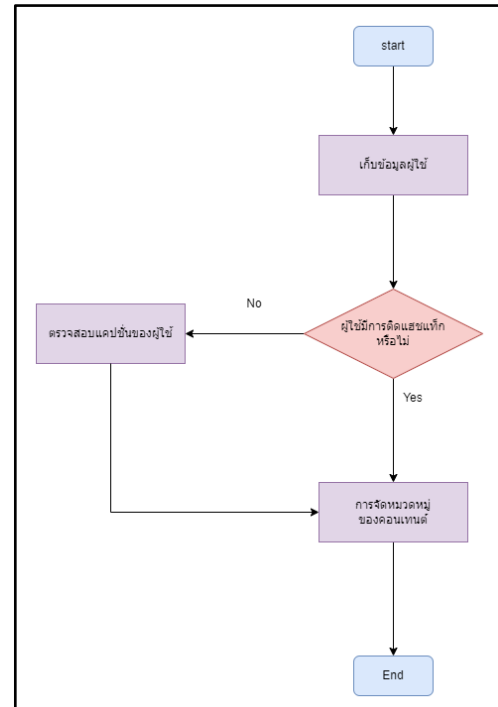 start
เก็บข้อมูลผู้ใช้
ผู้ใช้มีการติดแฮชแท็ก
หรือไม่
No
ตรวจสอบแคปชั่นของผู้ใช้
Yes
การจัดหมวดหมู่
ของคอนเทนต์
End